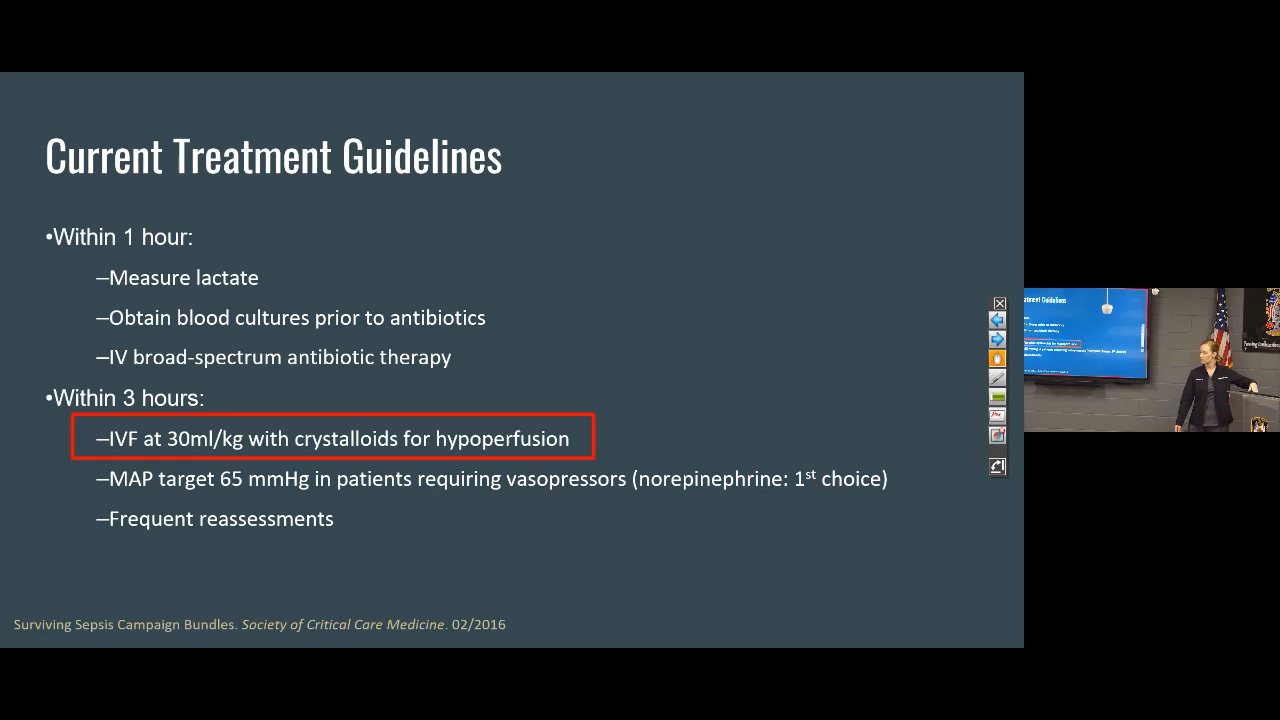 Current Treatment Guidelines
•Within 1 hour:
–Measure lactate
–Obtain blood cultures prior to antibiotics
–IV broad-spectrum antibiotic therapy
•Within 3 hours:
–IVF at 30ml/kg with crystalloids for hypoperfusion
–MAP target 65 mmHg in patients requiring vasopressors (norepinephrine: 1st choice)
–Frequent reassessments
Surviving Sepsis Campaign Bundles. Society of Critical Care Medicine. 02/2016
atment Guidelines